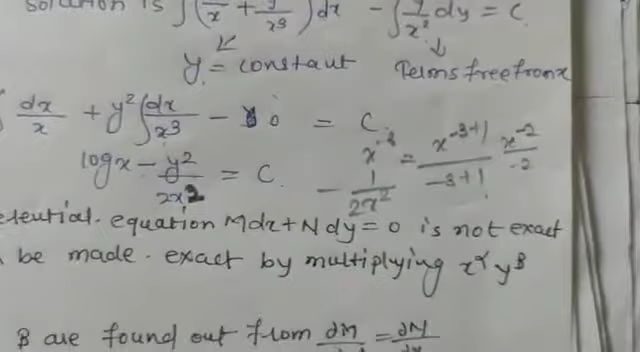 solution is ∫(1/x + y²/x³)dx - ∫y/x² dy = C
y = constant Terms free from x
∫ dx/x + y² ∫ dx/x³ - 0 = C.
log x - y²/2x² = C. - 1/2x²
x⁻³ = x⁻³⁺¹/-3+1 x⁻²/-2
equation Mdx + Ndy = 0 is not exact
be made exact by multiplying xᵅ yᵝ
β are found out from ∂M = ∂N